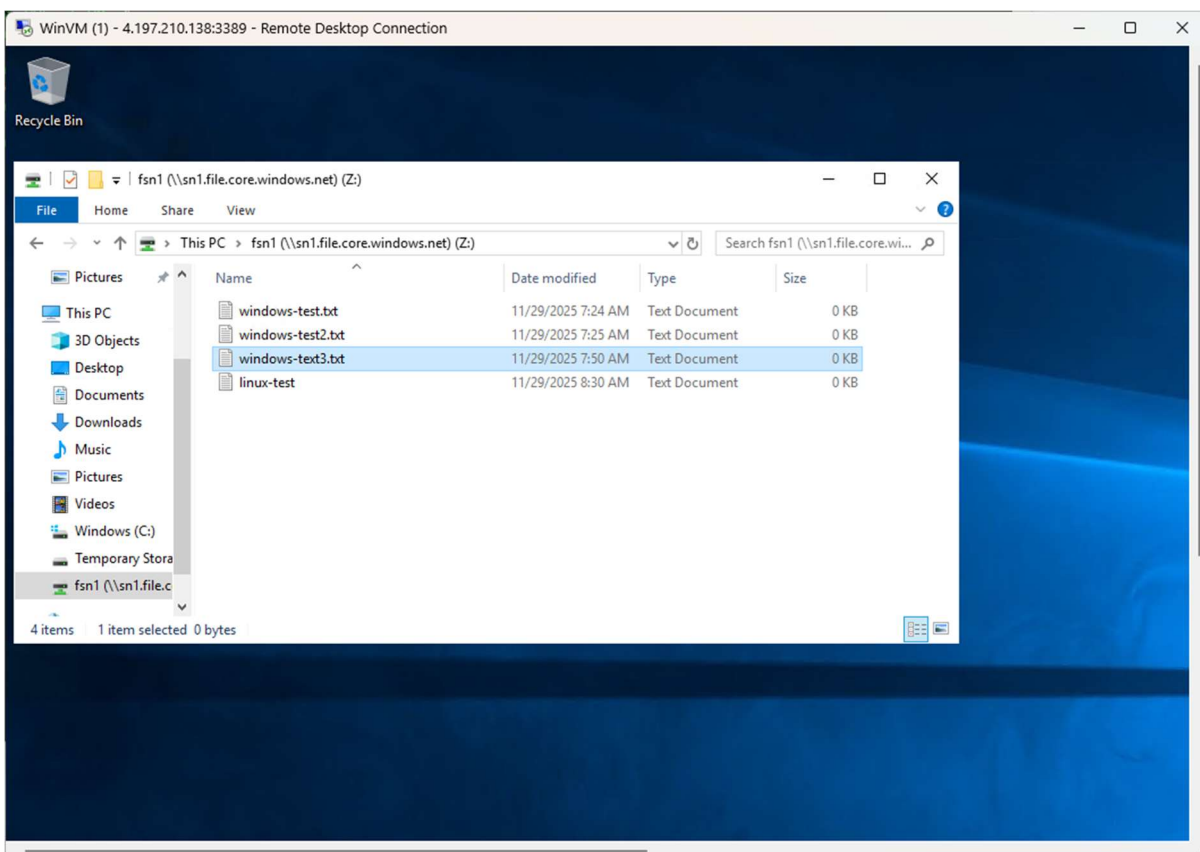 WinVM (1) - 4.197.210.138:3389 - Remote Desktop Connection
Recycle Bin
fsn1 (\\sn1.file.core.windows.net) (Z:)
File Home Share View
This PC > fsn1 (\\sn1.file.core.windows.net) (Z:)
Search fsn1 (\\sn1.file.core.wi...
Pictures
This PC
3D Objects
Desktop
Documents
Downloads
Music
Pictures
Videos
Windows (C:)
Temporary Stora
fsn1 (\\sn1.file.c
Name Date modified Type Size
windows-test.txt 11/29/2025 7:24 AM Text Document 0 KB
windows-test2.txt 11/29/2025 7:25 AM Text Document 0 KB
windows-text3.txt 11/29/2025 7:50 AM Text Document 0 KB
linux-test 11/29/2025 8:30 AM Text Document 0 KB
4 items 1 item selected 0 bytes